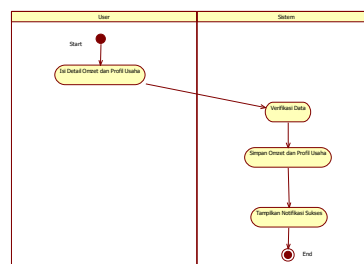 User
Sistem
Start
Isi Detail Omzet dan Profil Usaha
Verifikasi Data
Simpan Omzet dan Profil Usaha
Tampilkan Notifikasi Sukses
End